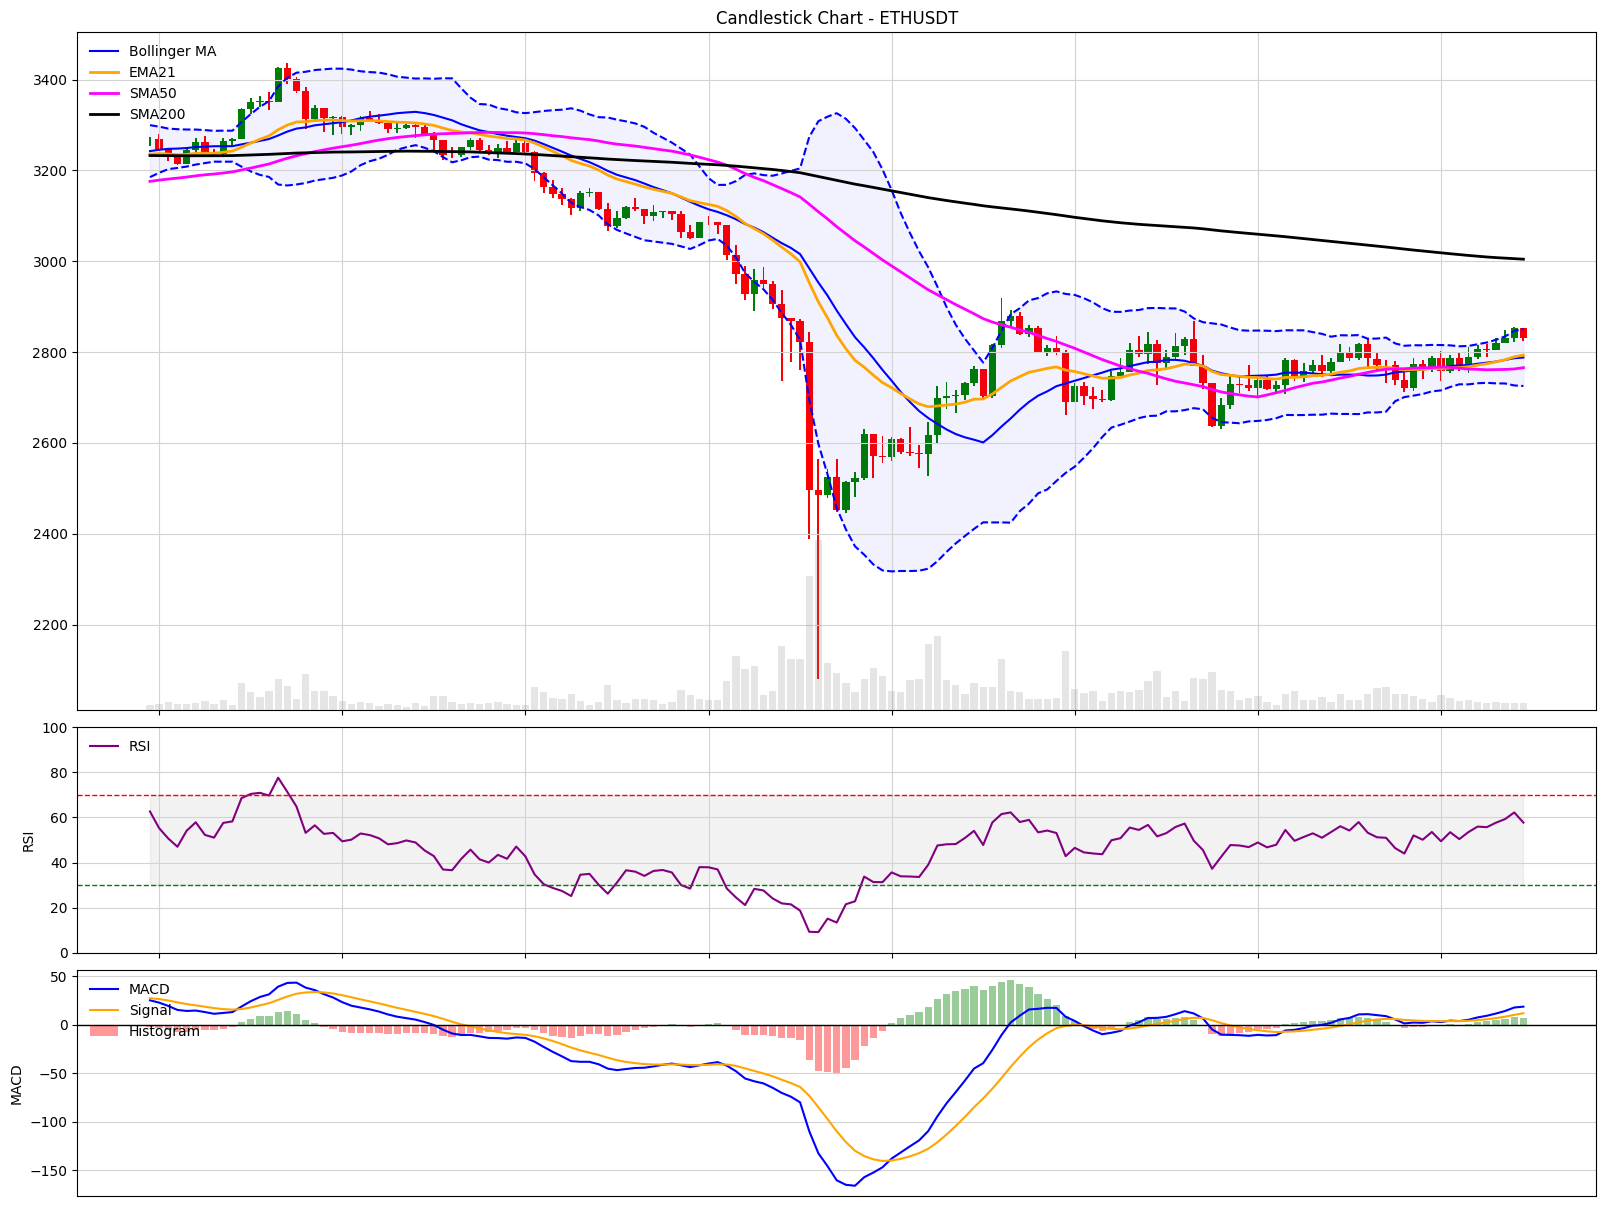 Candlestick Chart - ETHUSDT
Bollinger MA
EMA21
SMA50
SMA200
3400
3200
3000
2800
2600
2400
2200
100
80
60
40
20
0
RSI
RSI
50
0
−50
−100
−150
MACD
MACD
Signal
Histogram